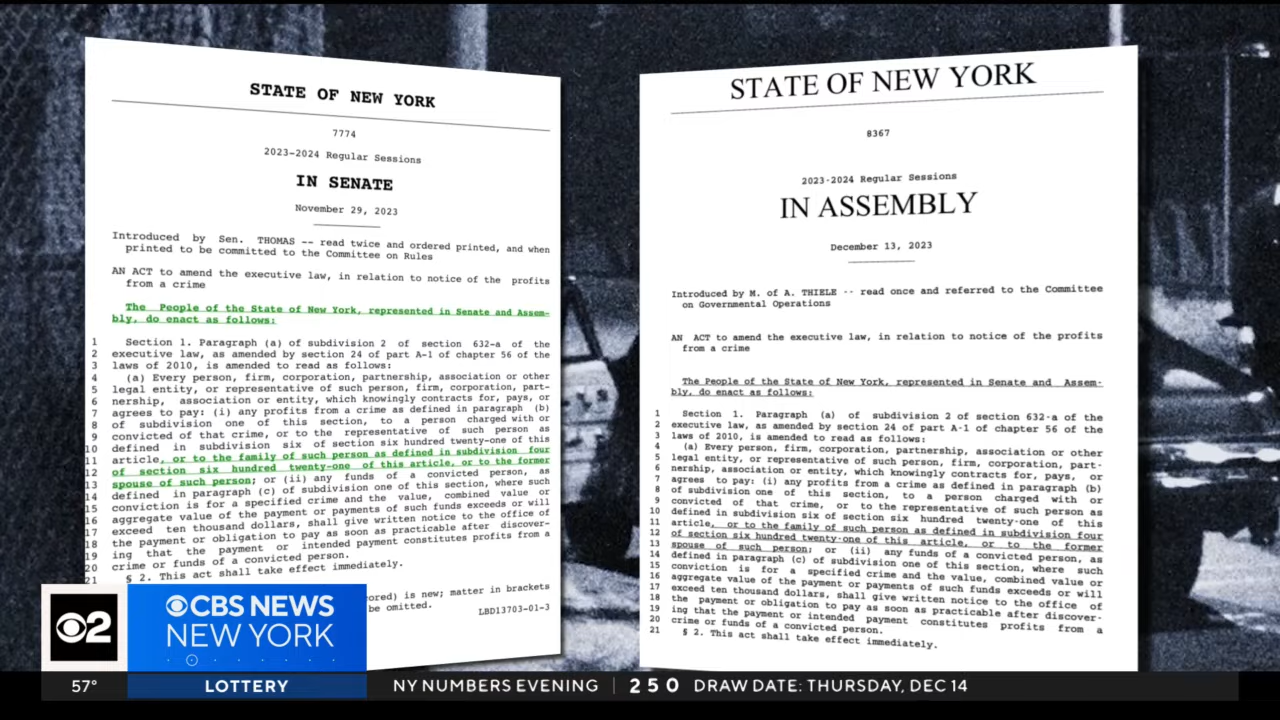 STATE OF NEW YORK
7774
2023-2024 Regular Sessions
IN SENATE
November 29, 2023
Introduced by Sen. THOMAS -- read twice and ordered printed, and when
printed to be committed to the Committee on Rules
AN ACT to amend the executive law, in relation to notice of the profits
from a crime
The People of the State of New York, represented in Senate and Assem-
bly, do enact as follows:
1 Section 1. Paragraph (a) of subdivision 2 of section 632-a of the
2 executive law, as amended by section 24 of part A-1 of chapter 56 of the
3 laws of 2010, is amended to read as follows:
4 (a) Every person, firm, corporation, partnership, association or other
5 legal entity, or representative of such person, firm, corporation, part-
6 nership, association or entity, which knowingly contracts for, pays, or
7 agrees to pay: (i) any profits from a crime as defined in paragraph (b)
8 of subdivision one of this section, to a person charged with or
9 convicted of that crime, or to the representative of such person as
10 defined in subdivision six of section six hundred twenty-one of this
11 article, or to the family of such person as defined in subdivision four
12 of section six hundred twenty-one of this article, or to the former
13 spouse of such person; or (ii) any funds of a convicted person, as
14 defined in paragraph (c) of subdivision one of this section, where such
15 conviction is for a specified crime and the value, combined value or
16 aggregate value of the payment or payments of such funds exceeds or will
17 exceed ten thousand dollars, shall give written notice to the office of
18 the payment or obligation to pay as soon as practicable after discover-
19 ing that the payment or intended payment constitutes profits from a
20 crime or funds of a convicted person.
21 § 2. This act shall take effect immediately.
ored) is new; matter in brackets
be omitted.
LBD13703-01-3
STATE OF NEW YORK
8367
2023-2024 Regular Sessions
IN ASSEMBLY
December 13, 2023
Introduced by M. of A. THIELE -- read once and referred to the Committee
on Governmental Operations
AN ACT to amend the executive law, in relation to notice of the profits
from a crime
The People of the State of New York, represented in Senate and Assem-
bly, do enact as follows:
1 Section 1. Paragraph (a) of subdivision 2 of section 632-a of the
2 executive law, as amended by section 24 of part A-1 of chapter 56 of the
3 laws of 2010, is amended to read as follows:
4 (a) Every person, firm, corporation, partnership, association or other
5 legal entity, or representative of such person, firm, corporation, part-
6 nership, association or entity, which knowingly contracts for, pays, or
7 agrees to pay: (i) any profits from a crime as defined in paragraph (b)
8 of subdivision one of this section, to a person charged with or
9 convicted of that crime, or to the representative of such person as
10 defined in subdivision six of section six hundred twenty-one of this
11 article, or to the family of such person as defined in subdivision four
12 of section six hundred twenty-one of this article, or to the former
13 spouse of such person; or (ii) any funds of a convicted person, as
14 defined in paragraph (c) of subdivision one of this section, where such
15 conviction is for a specified crime and the value, combined value or
16 aggregate value of the payment or payments of such funds exceeds or will
17 exceed ten thousand dollars, shall give written notice to the office of
18 the payment or obligation to pay as soon as practicable after discover-
19 ing that the payment or intended payment constitutes profits from a
20 crime or funds of a convicted person.
21 § 2. This act shall take effect immediately.
2
CBS NEWS
NEW YORK
57° LOTTERY NY NUMBERS EVENING | 2 5 0 DRAW DATE: THURSDAY, DEC 14